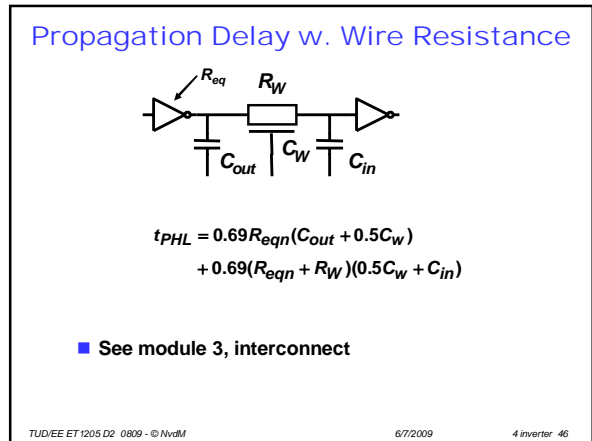 Propagation Delay w. Wire Resistance
R_eq
R_W
C_out
C_W
C_in
t_PHL = 0.69R_eqn(C_out + 0.5C_w)
+ 0.69(R_eqn + R_W)(0.5C_w + C_in)
■ See module 3, interconnect
TUD/EE ET1205 D2 0809 - © NvdM 6/7/2009 4 inverter 46